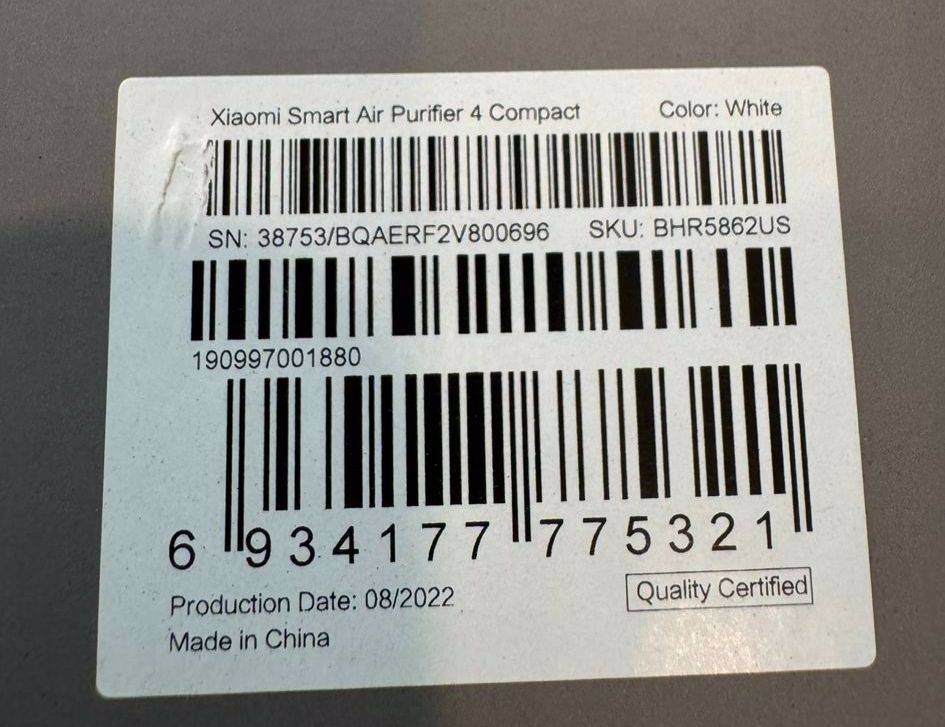 Xiaomi Smart Air Purifier 4 Compact Color: White
SN: 38753/BQAERF2V800696 SKU: BHR5862US
190997001880
6 934177 775321
Production Date: 08/2022 Quality Certified
Made in China